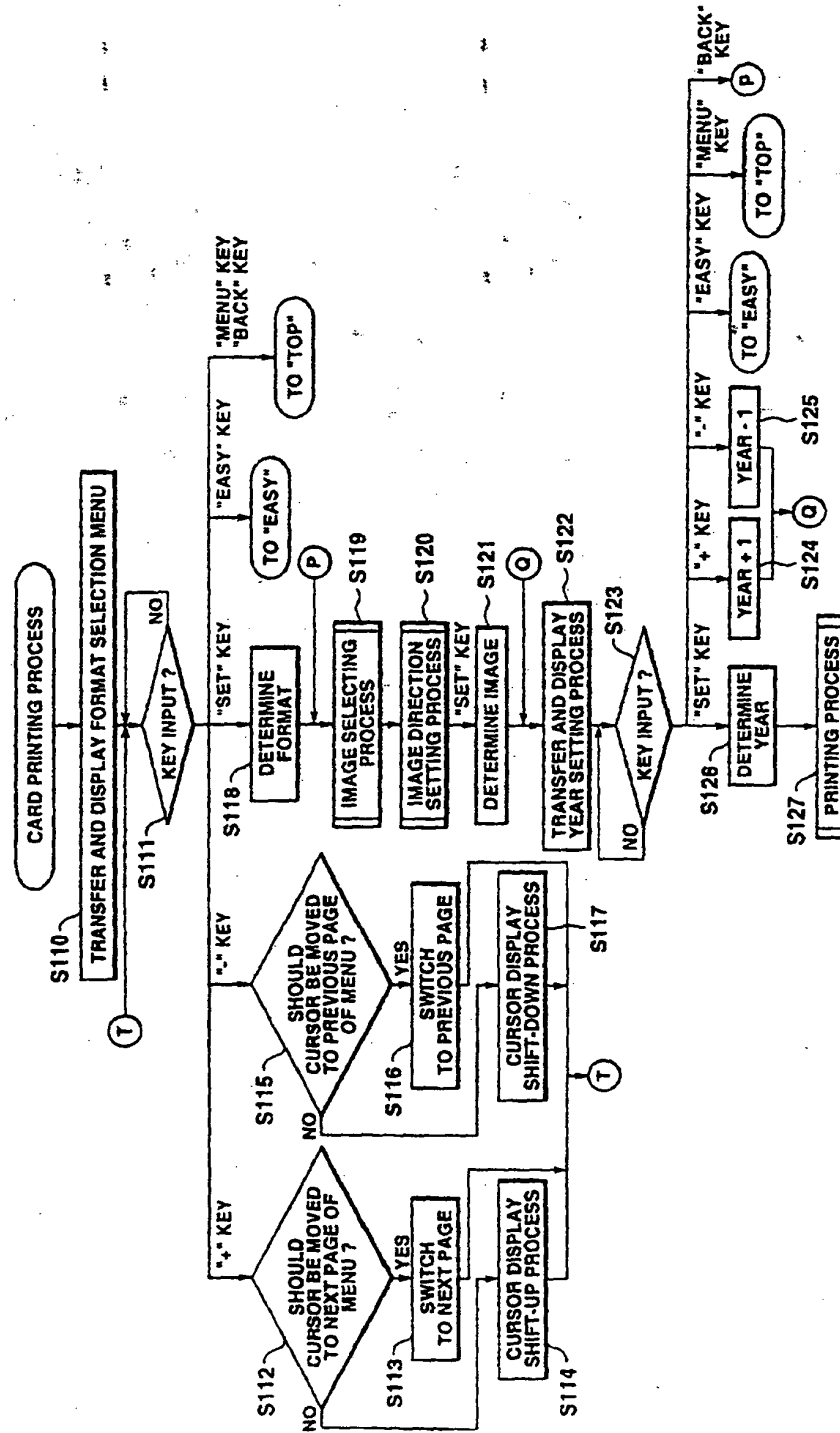 CARD PRINTING PROCESS
S110
TRANSFER AND DISPLAY FORMAT SELECTION MENU
T
S111
KEY INPUT ?
NO
"+" KEY
"-" KEY
"SET" KEY
"EASY" KEY
"MENU" KEY
"BACK" KEY
S112
SHOULD
CURSOR BE MOVED
TO NEXT PAGE OF
MENU ?
NO
YES
S113
SWITCH
TO NEXT PAGE
CURSOR DISPLAY
SHIFT-UP PROCESS
S114
S115
SHOULD
CURSOR BE MOVED
TO PREVIOUS PAGE
OF MENU ?
NO
YES
S116
SWITCH
TO PREVIOUS PAGE
CURSOR DISPLAY
SHIFT-DOWN PROCESS
S117
T
S118
DETERMINE
FORMAT
TO "EASY"
TO "TOP"
P
IMAGE SELECTING
PROCESS
S119
IMAGE DIRECTION
SETTING PROCESS
S120
"SET" KEY
DETERMINE IMAGE
S121
Q
TRANSFER AND DISPLAY
YEAR SETTING PROCESS
S122
KEY INPUT ?
S123
NO
"SET" KEY
"+" KEY
"-" KEY
"EASY" KEY
"MENU" KEY
"BACK"
KEY
S126
DETERMINE
YEAR
YEAR + 1
S124
YEAR - 1
S125
TO "EASY"
TO "TOP"
P
Q
S127
PRINTING PROCESS